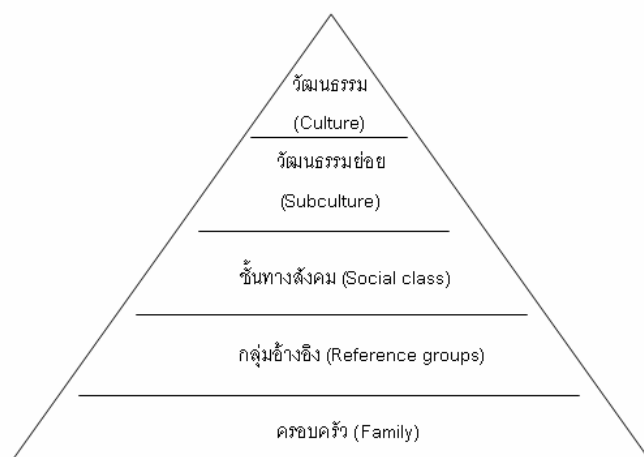 วัฒนธรรม
(Culture)
วัฒนธรรมย่อย
(Subculture)
ชั้นทางสังคม (Social class)
กลุ่มอ้างอิง (Reference groups)
ครอบครัว (Family)